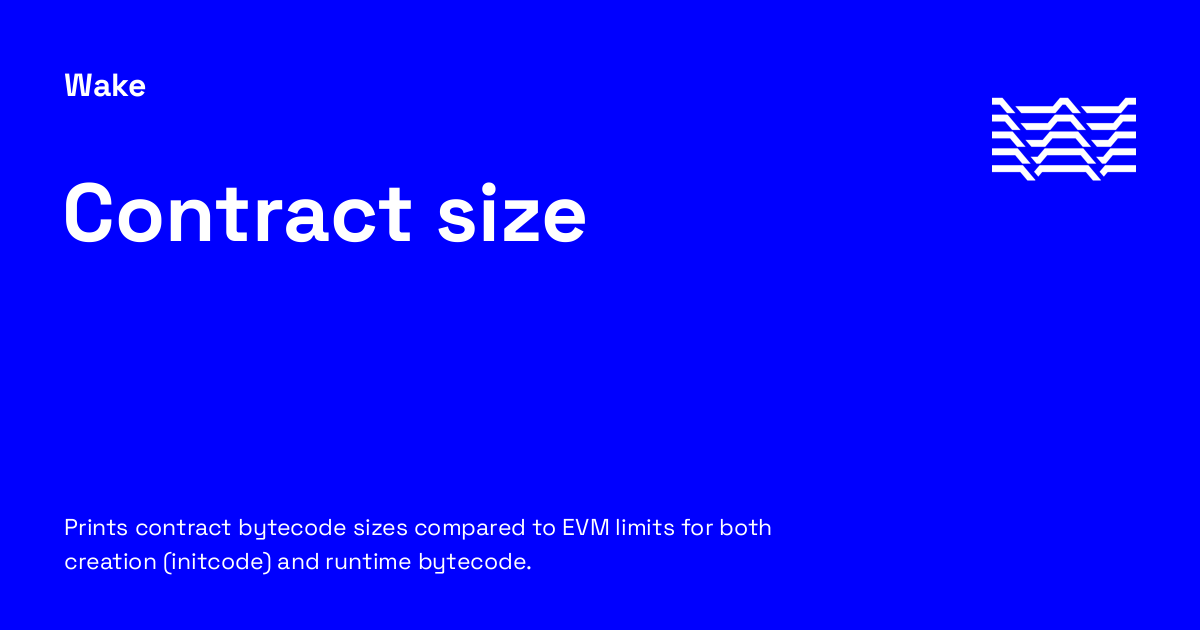 Wake
Contract size
Prints contract bytecode sizes compared to EVM limits for both
creation (initcode) and runtime bytecode.